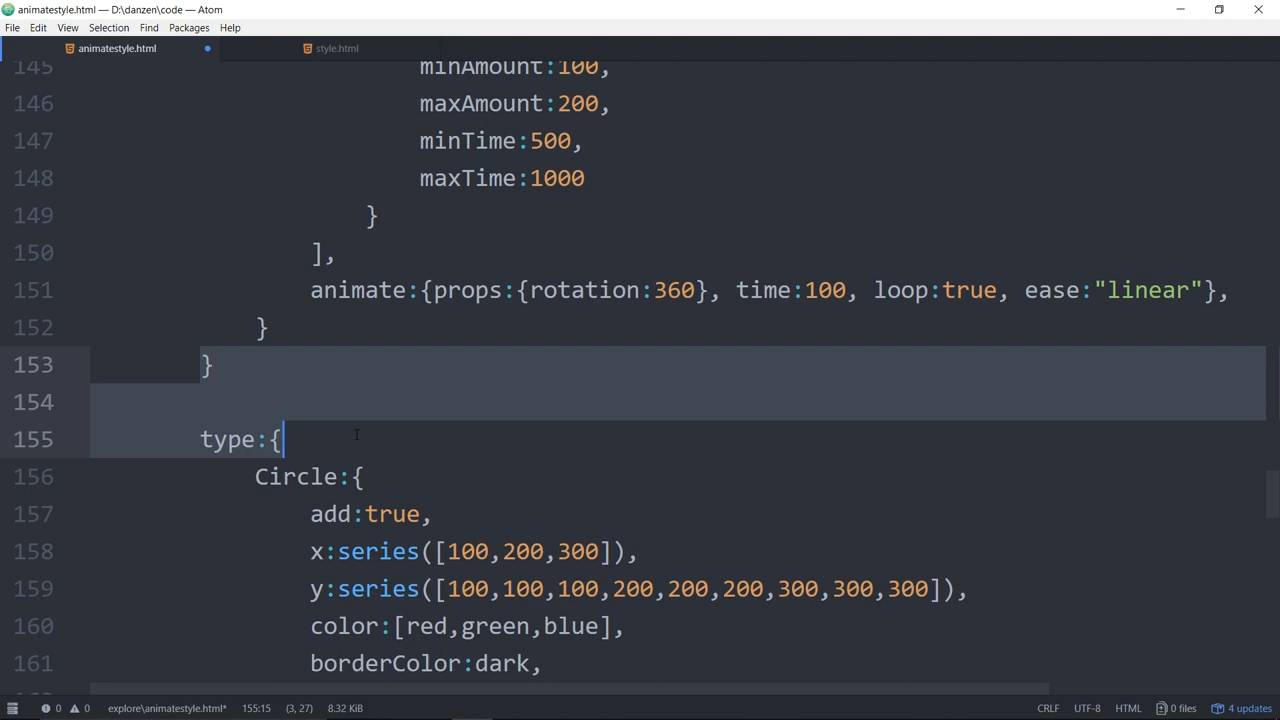 animatestyle.html — D:\danzen\code — Atom
File Edit View Selection Find Packages Help
animatestyle.html style.html
145 minAmount:100,
146 maxAmount:200,
147 minTime:500,
148 maxTime:1000
149 }
150 ],
151 animate:{props:{rotation:360}, time:100, loop:true, ease:"linear"},
152 }
153 }
154
155 type:{
156 Circle:{
157 add:true,
158 x:series([100,200,300]),
159 y:series([100,100,100,200,200,200,300,300,300]),
160 color:[red,green,blue],
161 borderColor:dark,
0 0 explore\animatestyle.html* 155:15 (3, 27) 8.32 KiB CRLF UTF-8 HTML 0 files 4 updates